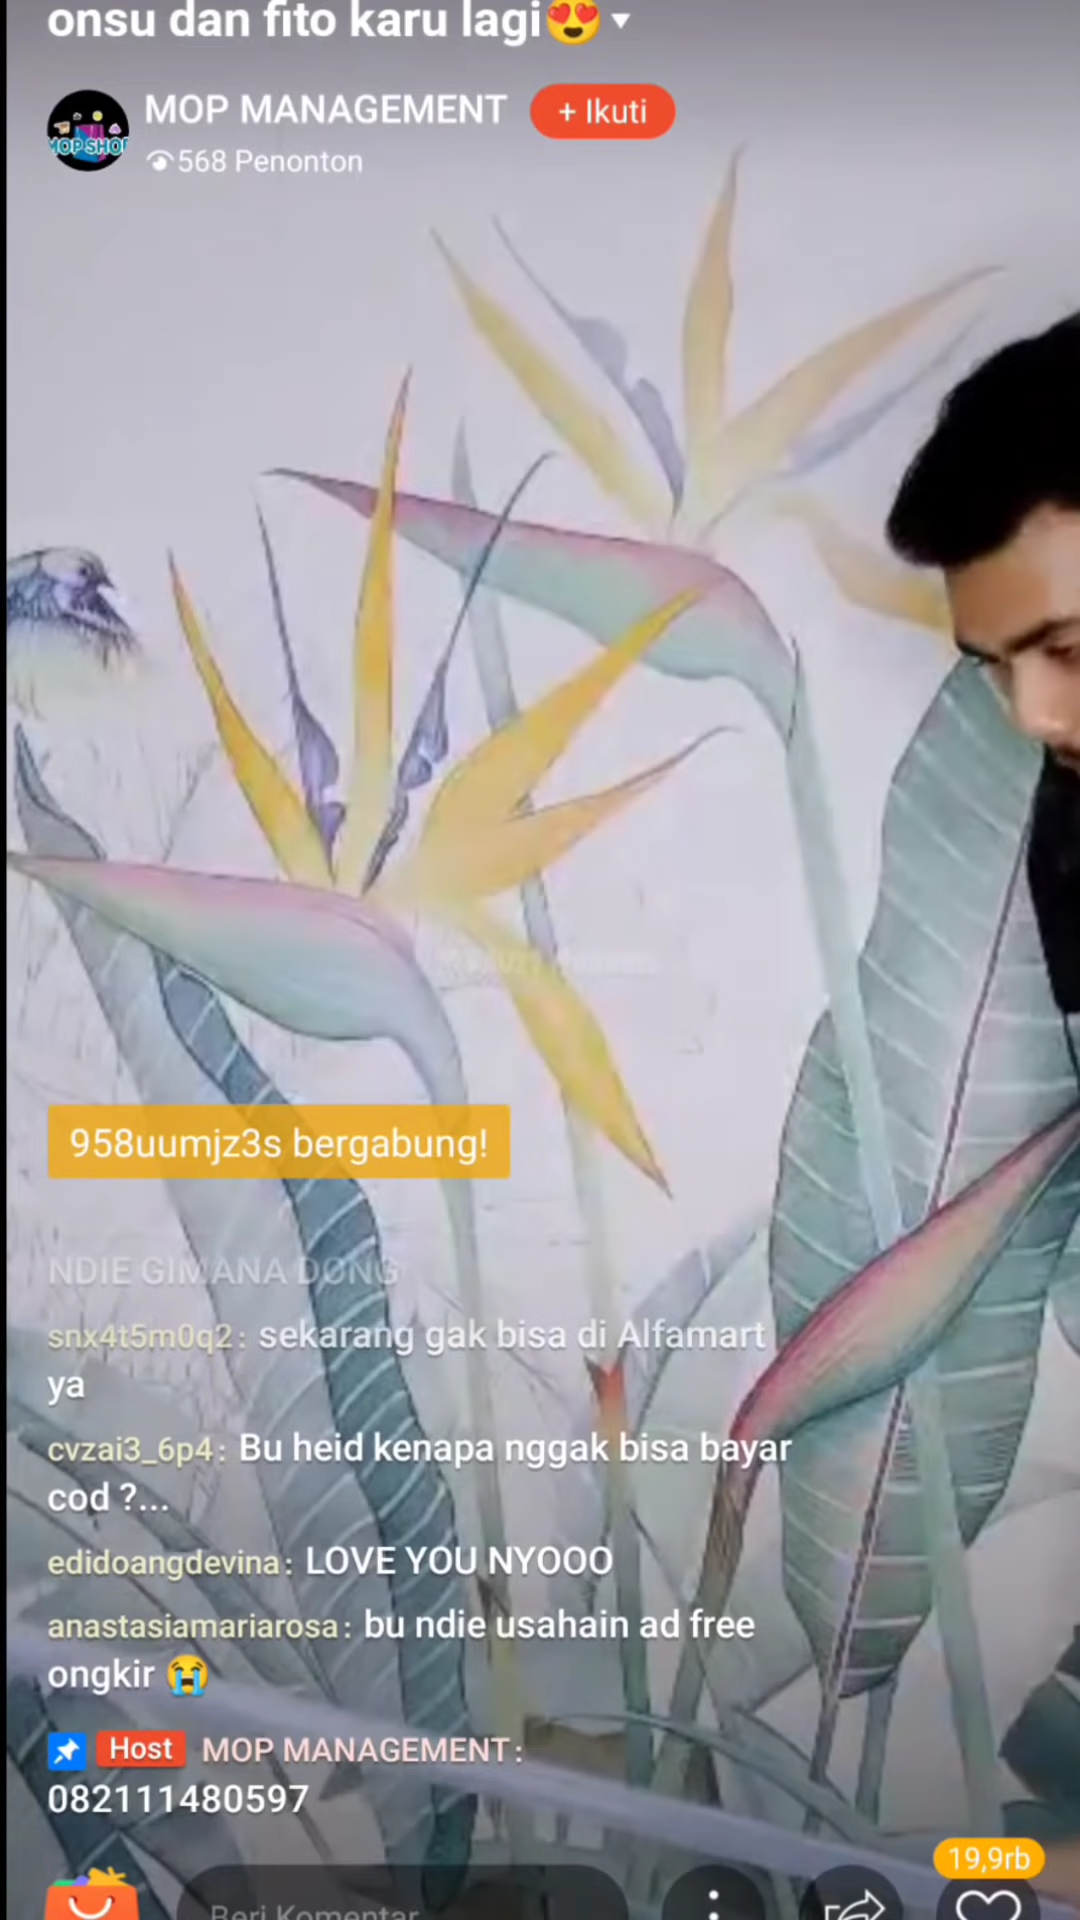 onsu dan fito karu lagi😍
MOP MANAGEMENT
+ Ikuti
MOP SHOP
568 Penonton
958uumjz3s bergabung!
NDIE GIMANA DONG
snx4t5m0q2: sekarang gak bisa di Alfamart
ya
cvzai3_6p4: Bu heid kenapa nggak bisa bayar
cod ?...
edidoangdevina: LOVE YOU NYOOO
anastasiamariarosa: bu ndie usahain ad free
ongkir 😭
Host MOP MANAGEMENT:
082111480597
19,9rb
Beri Komentar